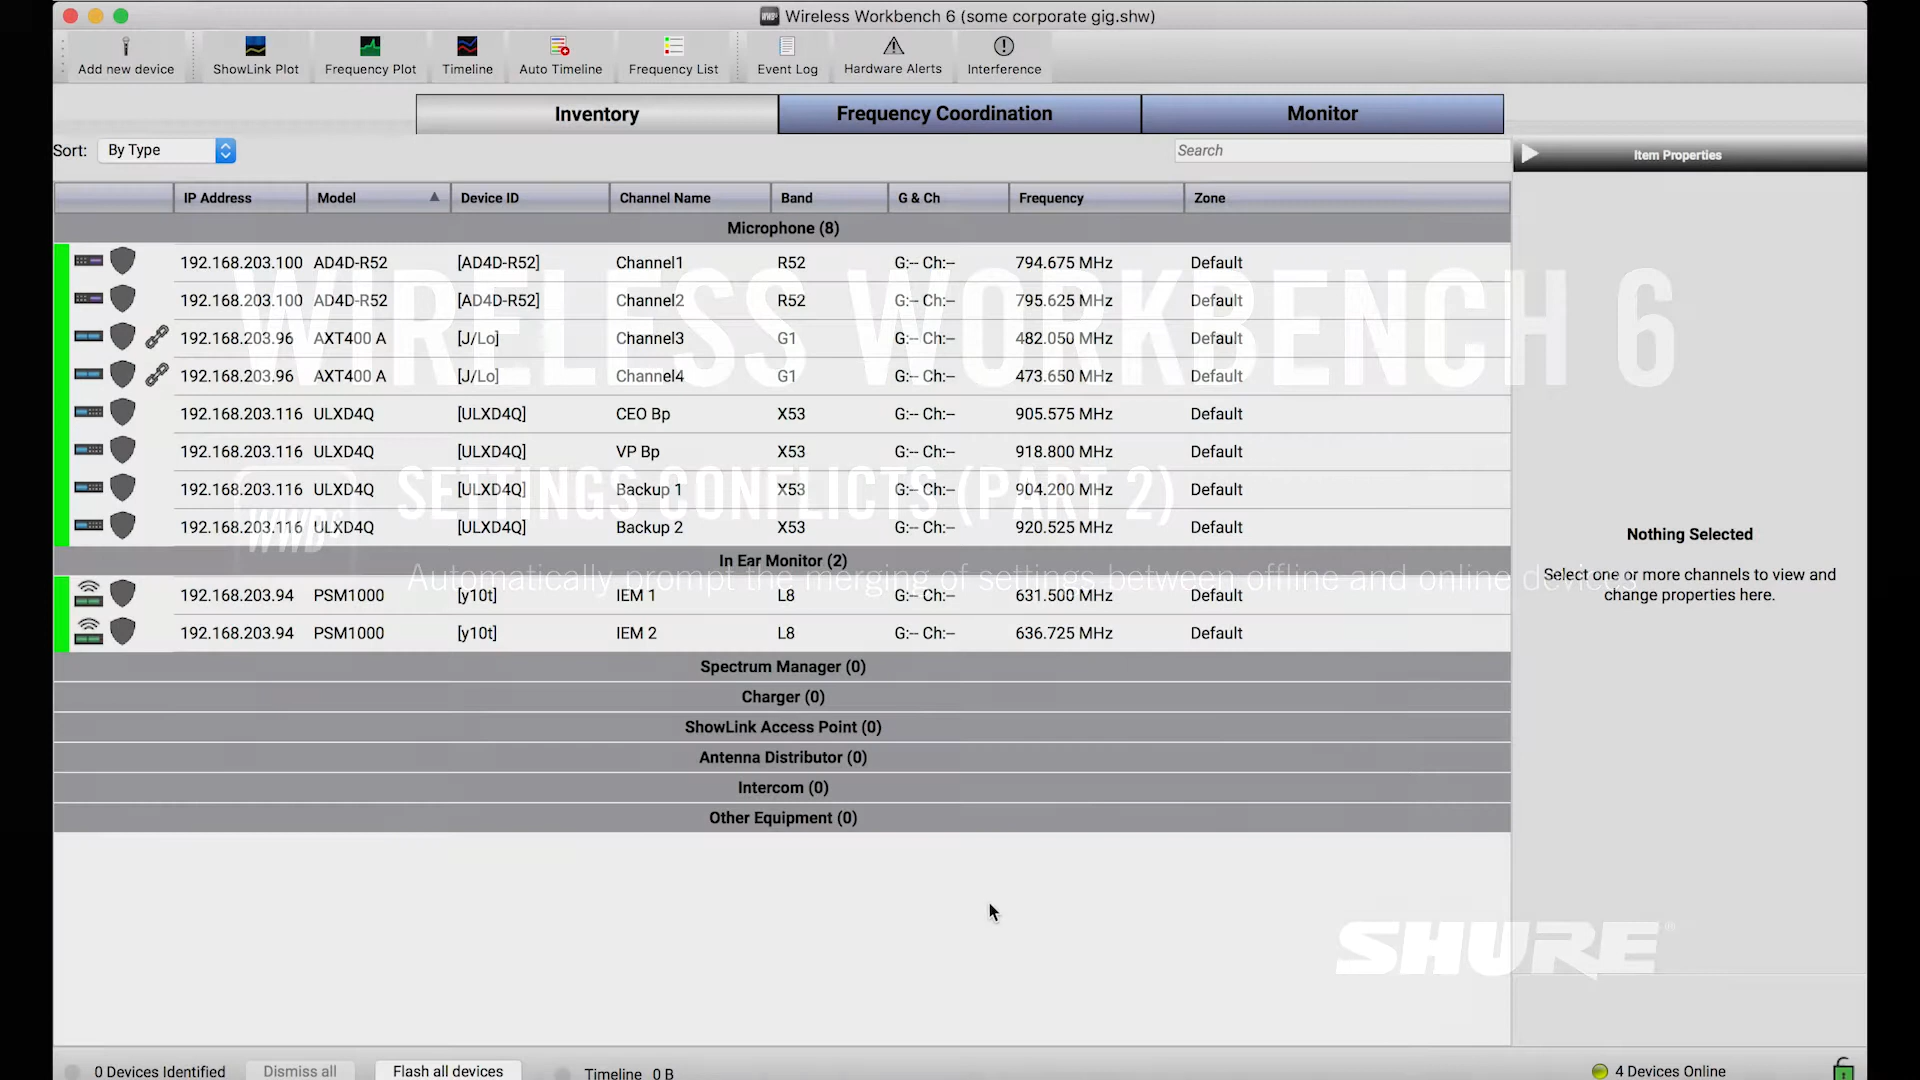 Wireless Workbench 6 (some corporate gig.shw)
Add new device ShowLink Plot Frequency Plot Timeline Auto Timeline Frequency List Event Log Hardware Alerts Interference
Inventory Frequency Coordination Monitor
Sort: By Type Search Item Properties
IP Address Model Device ID Channel Name Band G & Ch Frequency Zone
Microphone (8)
192.168.203.100 AD4D-R52 [AD4D-R52] Channel1 R52 G:-- Ch:-- 794.675 MHz Default
192.168.203.100 AD4D-R52 [AD4D-R52] Channel2 R52 G:-- Ch:-- 795.625 MHz Default
WIRELESS WORKBENCH 6
192.168.203.96 AXT400 A [J/Lo] Channel3 G1 G:-- Ch:-- 482.050 MHz Default
192.168.203.96 AXT400 A [J/Lo] Channel4 G1 G:-- Ch:-- 473.650 MHz Default
192.168.203.116 ULXD4Q [ULXD4Q] CEO Bp X53 G:-- Ch:-- 905.575 MHz Default
192.168.203.116 ULXD4Q [ULXD4Q] VP Bp X53 G:-- Ch:-- 918.800 MHz Default
192.168.203.116 ULXD4Q [ULXD4Q] Backup 1 X53 G:-- Ch:-- 904.200 MHz Default
SETTINGS CONFLICTS (PART 2)
192.168.203.116 ULXD4Q [ULXD4Q] Backup 2 X53 G:-- Ch:-- 920.525 MHz Default
WWB6
In Ear Monitor (2)
Automatically prompt the merging of settings between offline and online devices
192.168.203.94 PSM1000 [y10t] IEM 1 L8 G:-- Ch:-- 631.500 MHz Default
192.168.203.94 PSM1000 [y10t] IEM 2 L8 G:-- Ch:-- 636.725 MHz Default
Spectrum Manager (0)
Charger (0)
ShowLink Access Point (0)
Antenna Distributor (0)
Intercom (0)
Other Equipment (0)
Nothing Selected
Select one or more channels to view and
change properties here.
SHURE®
0 Devices Identified Dismiss all Flash all devices Timeline 0 B 4 Devices Online